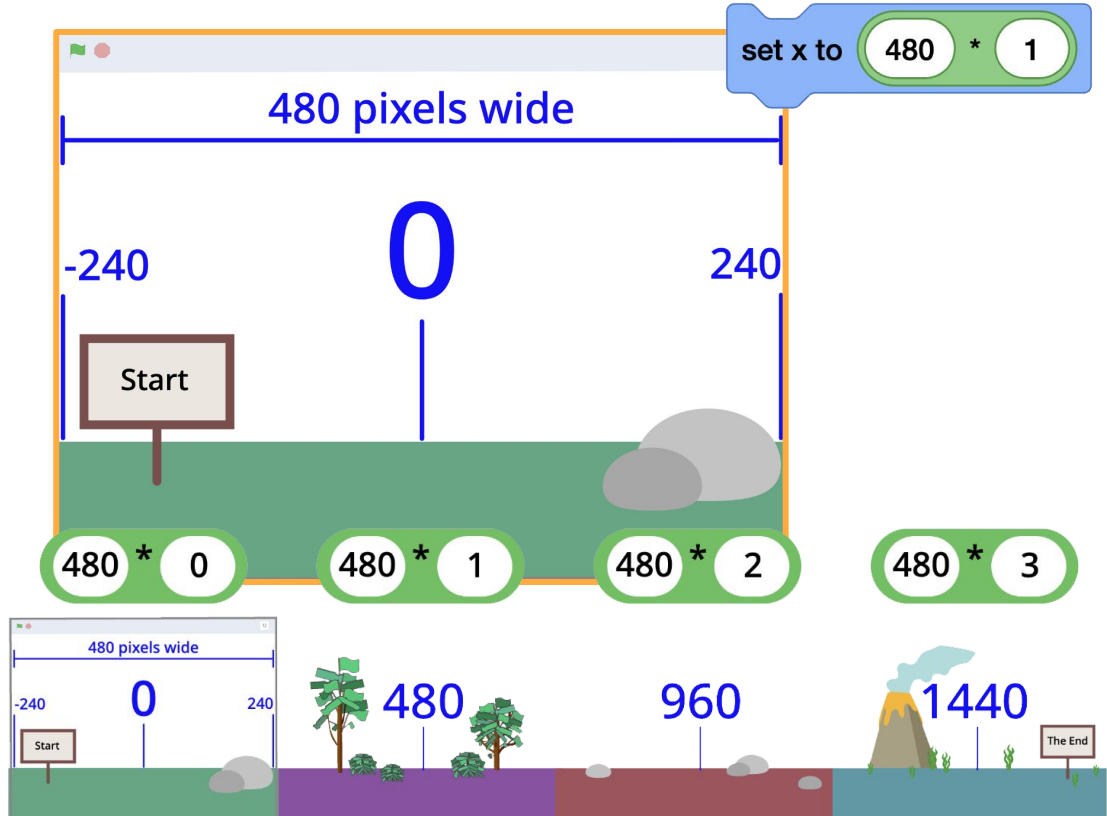 set x to 480 * 1
480 pixels wide
0
-240
240
Start
480 * 0
480 * 1
480 * 2
480 * 3
480 pixels wide
-240
0
240
480
960
1440
Start
The End